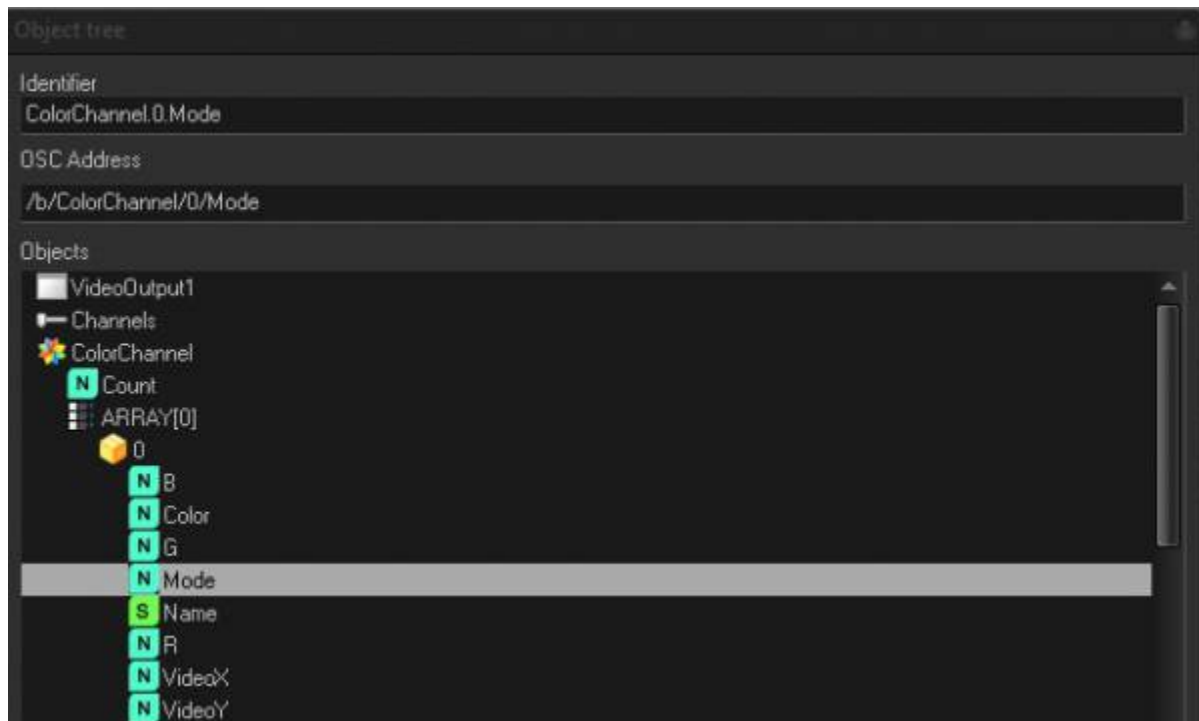 Object tree
Identifier
ColorChannel.0.Mode
OSC Address
/b/ColorChannel/0/Mode
Objects
VideoOutput1
Channels
ColorChannel
N Count
ARRAY[0]
0
N B
N Color
N G
N Mode
S Name
N R
N VideoX
N VideoY